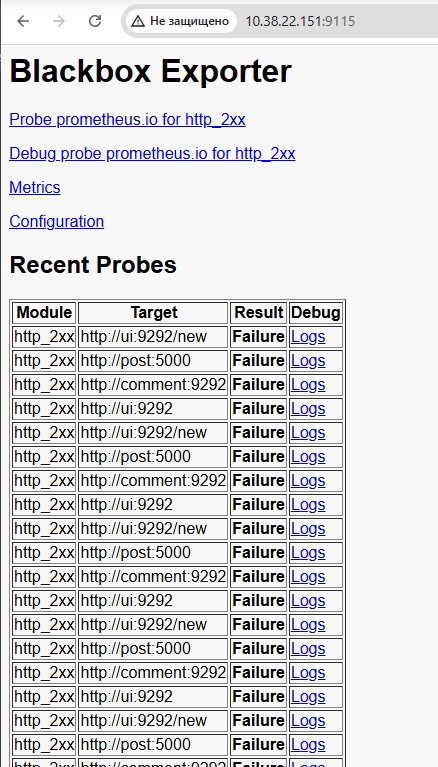 Не защищено 10.38.22.151:9115
Blackbox Exporter
Probe prometheus.io for http_2xx
Debug probe prometheus.io for http_2xx
Metrics
Configuration
Recent Probes
Module Target Result Debug
http_2xx http://ui:9292/new Failure Logs
http_2xx http://post:5000 Failure Logs
http_2xx http://comment:9292 Failure Logs
http_2xx http://ui:9292 Failure Logs
http_2xx http://ui:9292/new Failure Logs
http_2xx http://post:5000 Failure Logs
http_2xx http://comment:9292 Failure Logs
http_2xx http://ui:9292 Failure Logs
http_2xx http://ui:9292/new Failure Logs
http_2xx http://post:5000 Failure Logs
http_2xx http://comment:9292 Failure Logs
http_2xx http://ui:9292 Failure Logs
http_2xx http://ui:9292/new Failure Logs
http_2xx http://post:5000 Failure Logs
http_2xx http://comment:9292 Failure Logs
http_2xx http://ui:9292 Failure Logs
http_2xx http://ui:9292/new Failure Logs
http_2xx http://post:5000 Failure Logs
http_2xx http://comment:9292 Failure Logs